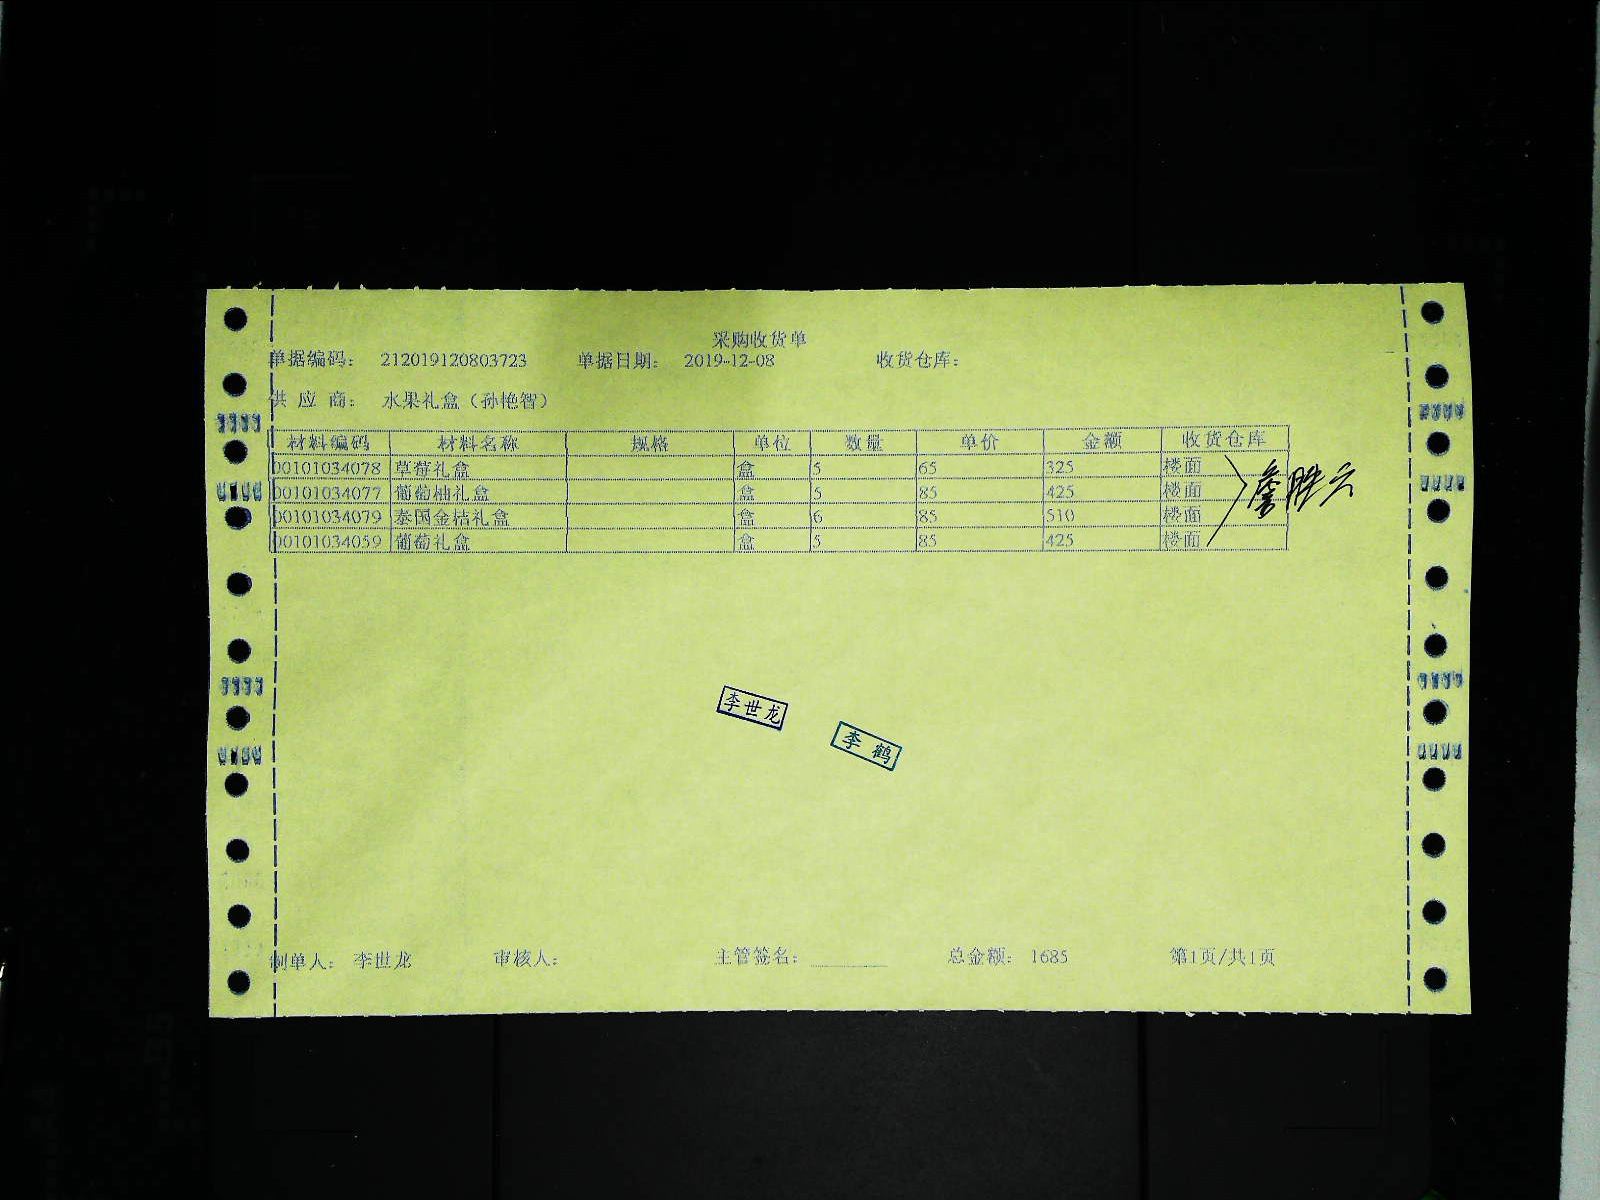 采购收货单
单据编码： 212019120803723 单据日期： 2019-12-08 收货仓库：
供 应 商： 水果礼盒（孙艳智）
材料编码 材料名称 规格 单位 数量 单价 金额 收货仓库
00101034078 草莓礼盒 盒 5 65 325 楼面
00101034077 葡萄柚礼盒 盒 5 85 425 楼面
00101034079 泰国金桔礼盒 盒 6 85 510 楼面
00101034059 葡萄礼盒 盒 5 85 425 楼面
李世龙
李鹤
制单人： 李世龙 审核人： 主管签名： 总金额： 1685 第1页/共1页